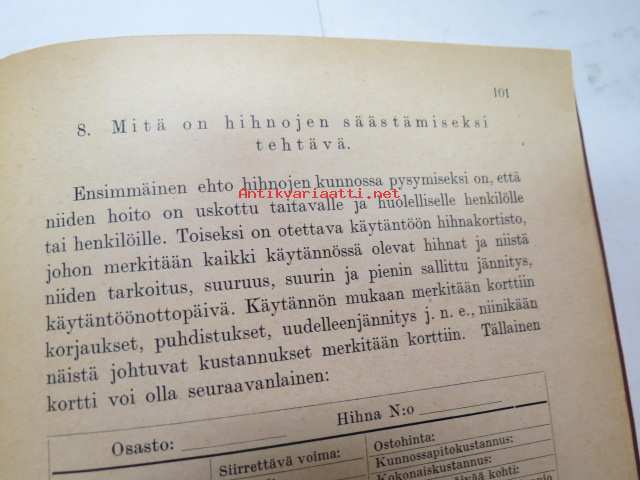 101
8. Mitä on hihnojen säästämiseksi
tehtävä.
Ensimmäinen ehto hihnojen kunnossa pysymiseksi on, että
Antikvariaatti.net
niiden hoito on uskottu taitavalle ja huolelliselle henkilölle
tai henkilöille. Toiseksi on otettava käytäntöön hihnakortisto,
johon merkitään kaikki käytännössä olevat hihnat ja niistä
niiden tarkoitus, suuruus, suurin ja pienin sallittu jännitys,
käytäntöönottopäivä. Käytännön mukaan merkitään korttiin
korjaukset, puhdistukset, uudelleenjännitys j. n. e., niinikään
näistä johtuvat kustannukset merkitään korttiin. Tällainen
kortti voi olla seuraavanlainen:
Osasto: Hihna N:o
Siirrettävä voima: Ostohinta:
Kunnossapitokustannus:
Kokonaiskustannus:
kohti: